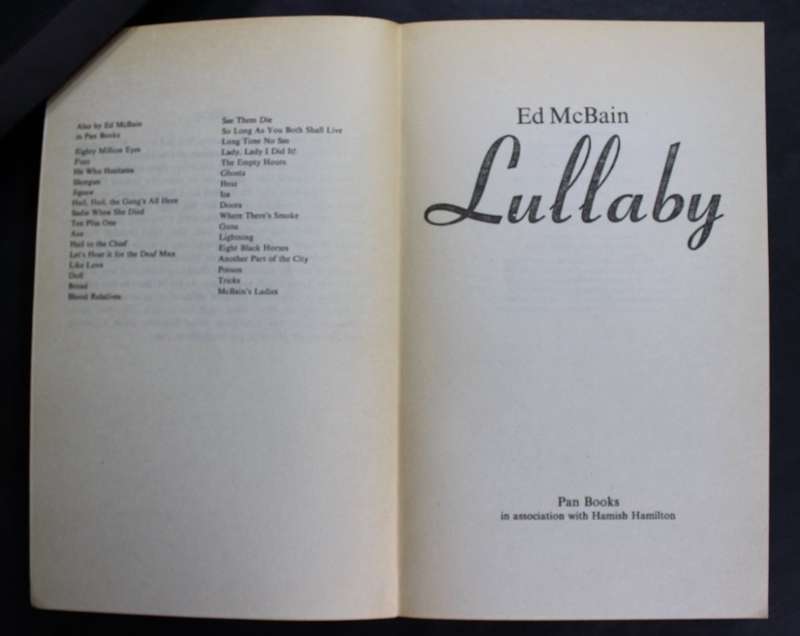 Also by Ed McBain
in Pan Books
Eighty Million Eyes
Fuzz
He Who Hesitates
Shotgun
Jigsaw
Hail, Hail, the Gang's All Here
Sadie When She Died
Ten Plus One
Axe
Hail to the Chief
Let's Hear it for the Deaf Man
Like Love
Doll
Bread
Blood Relatives
See Them Die
So Long As You Both Shall Live
Long Time No See
Lady, Lady I Did It!
The Empty Hours
Ghosts
Heat
Ice
Doors
Where There's Smoke
Guns
Lightning
Eight Black Horses
Another Part of the City
Poison
Tricks
McBain's Ladies
Ed McBain
Lullaby
Pan Books
in association with Hamish Hamilton